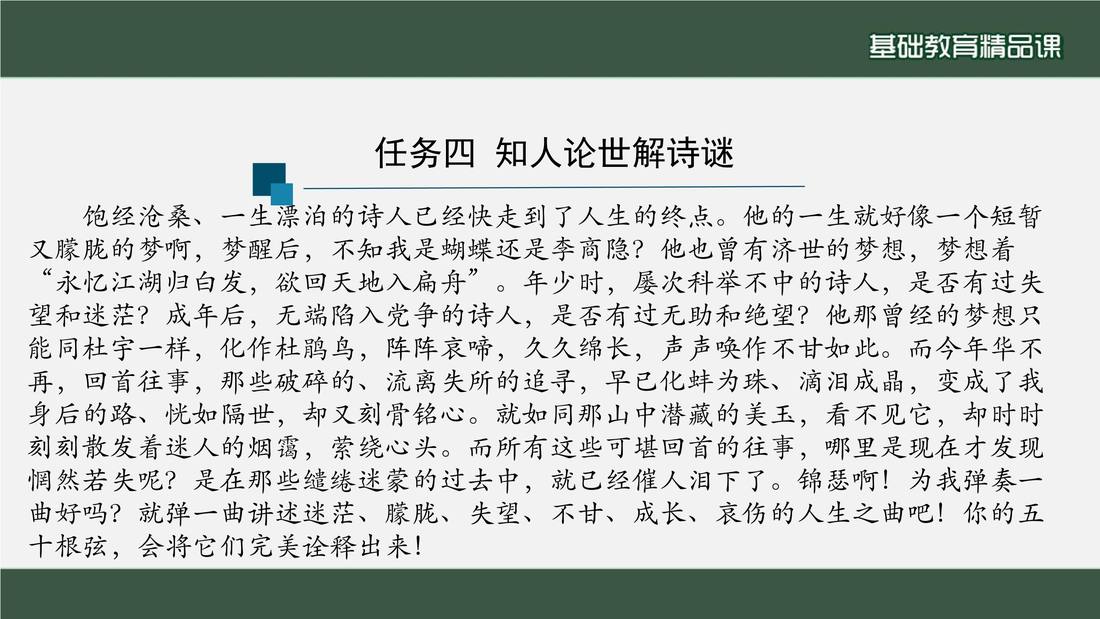 基础教育精品课
任务四 知人论世解诗谜
饱经沧桑、一生漂泊的诗人已经快走到了人生的终点。他的一生就好像一个短暂
又朦胧的梦啊，梦醒后，不知我是蝴蝶还是李商隐？他也曾有济世的梦想，梦想着
“永忆江湖归白发，欲回天地入扁舟”。年少时，屡次科举不中的诗人，是否有过失
望和迷茫？成年后，无端陷入党争的诗人，是否有过无助和绝望？他那曾经的梦想只
能同杜宇一样，化作杜鹃鸟，阵阵哀啼，久久绵长，声声唤作不甘如此。而今年华不
再，回首往事，那些破碎的、流离失所的追寻，早已化蚌为珠、滴泪成晶，变成了我
身后的路、恍如隔世，却又刻骨铭心。就如同那山中潜藏的美玉，看不见它，却时时
刻刻散发着迷人的烟霭，萦绕心头。而所有这些可堪回首的往事，哪里是现在才发现
惘然若失呢？是在那些缱绻迷蒙的过去中，就已经催人泪下了。锦瑟啊！为我弹奏一
曲好吗？就弹一曲讲述迷茫、朦胧、失望、不甘、成长、哀伤的人生之曲吧！你的五
十根弦，会将它们完美诠释出来！